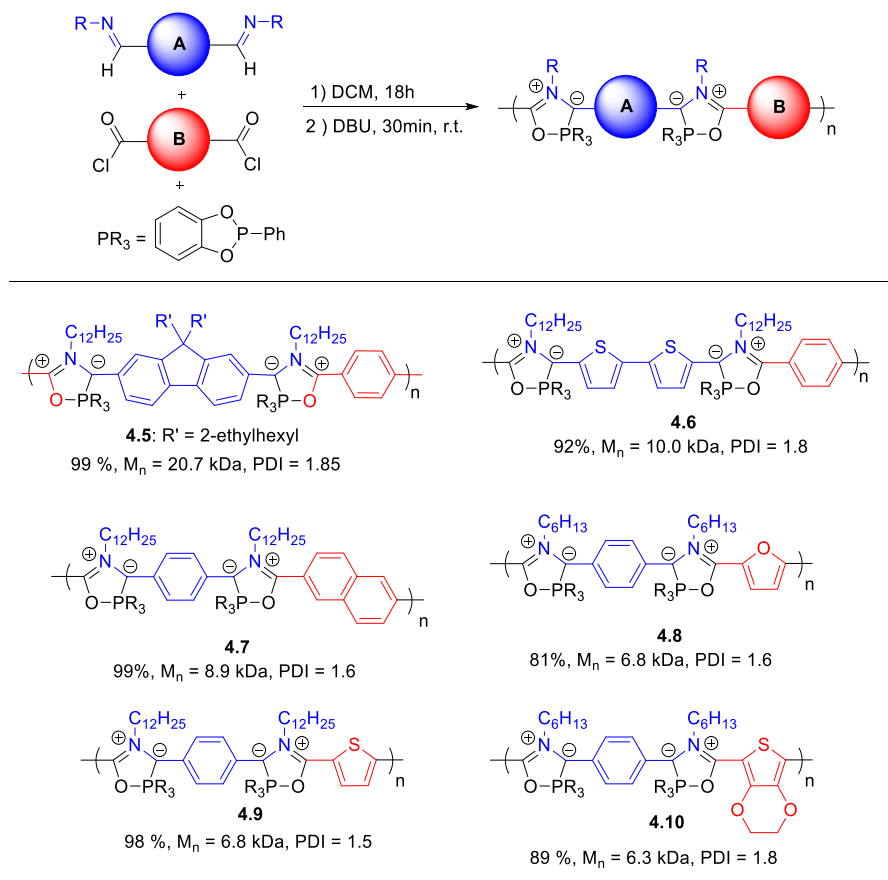 R N N R
A
H H
+
O O
B
Cl Cl
+
PR3 = O P Ph O
1) DCM, 18h
2 ) DBU, 30min, r.t.
R R
⊕ N ⊖ ⊖ N ⊕
A B
O–PR3 R3P–O n
C12H25 R' R' C12H25
⊕ N ⊖ ⊖ N ⊕
O–PR3 R3P–O n
4.5: R' = 2-ethylhexyl
99 %, Mn = 20.7 kDa, PDI = 1.85
C12H25 C12H25
⊕ N ⊖ S S ⊖ N ⊕
O–PR3 R3P–O n
4.6
92%, Mn = 10.0 kDa, PDI = 1.8
C12H25 C12H25
⊕ N ⊖ ⊖ N ⊕
O–PR3 R3P–O n
4.7
99%, Mn = 8.9 kDa, PDI = 1.6
C6H13 C6H13
⊕ N ⊖ ⊖ N ⊕ O
O–PR3 R3P–O n
4.8
81%, Mn = 6.8 kDa, PDI = 1.6
C12H25 C12H25
⊕ N ⊖ ⊖ N ⊕ S
O–PR3 R3P–O n
4.9
98 %, Mn = 6.8 kDa, PDI = 1.5
C6H13 C6H13
⊕ N ⊖ ⊖ N ⊕ S
O–PR3 R3P–O n
O O
4.10
89 %, Mn = 6.3 kDa, PDI = 1.8